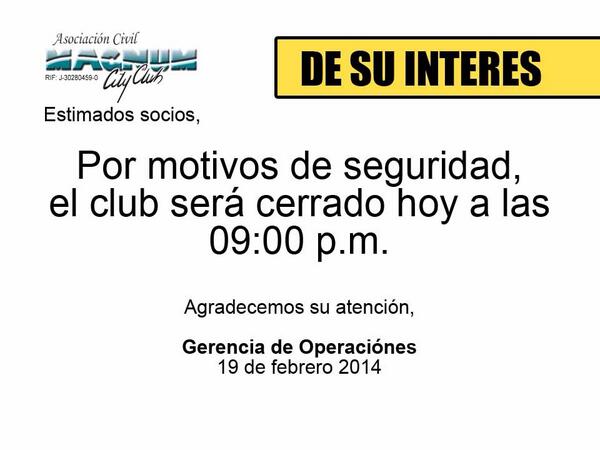 Asociación Civil
MAGNUM
City Club
RIF: J-30280459-0
DE SU INTERES
Estimados socios,
Por motivos de seguridad,
el club será cerrado hoy a las
09:00 p.m.
Agradecemos su atención,
Gerencia de Operaciónes
19 de febrero 2014